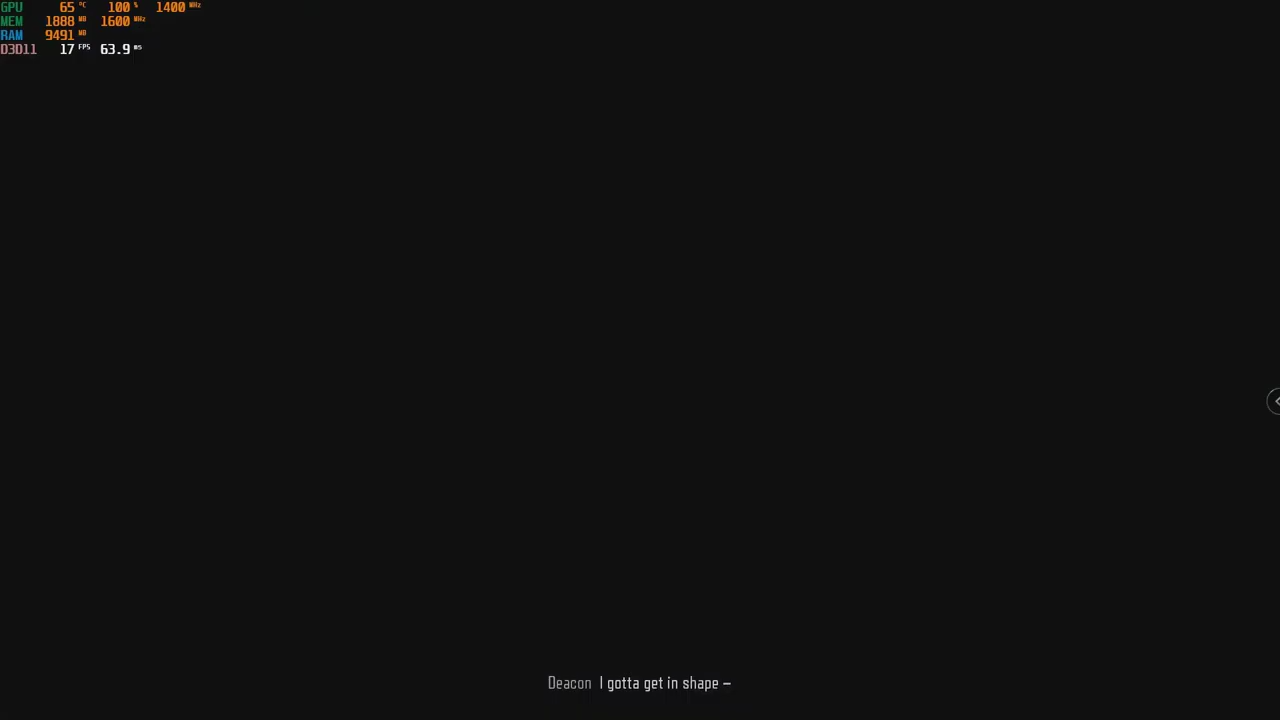 GPU 65 °C 100 % 1400 MHz
MEM 1888 MB 1600 MHz
RAM 9491 MB
D3D11 17 FPS 63.9 ms
Deacon I gotta get in shape –